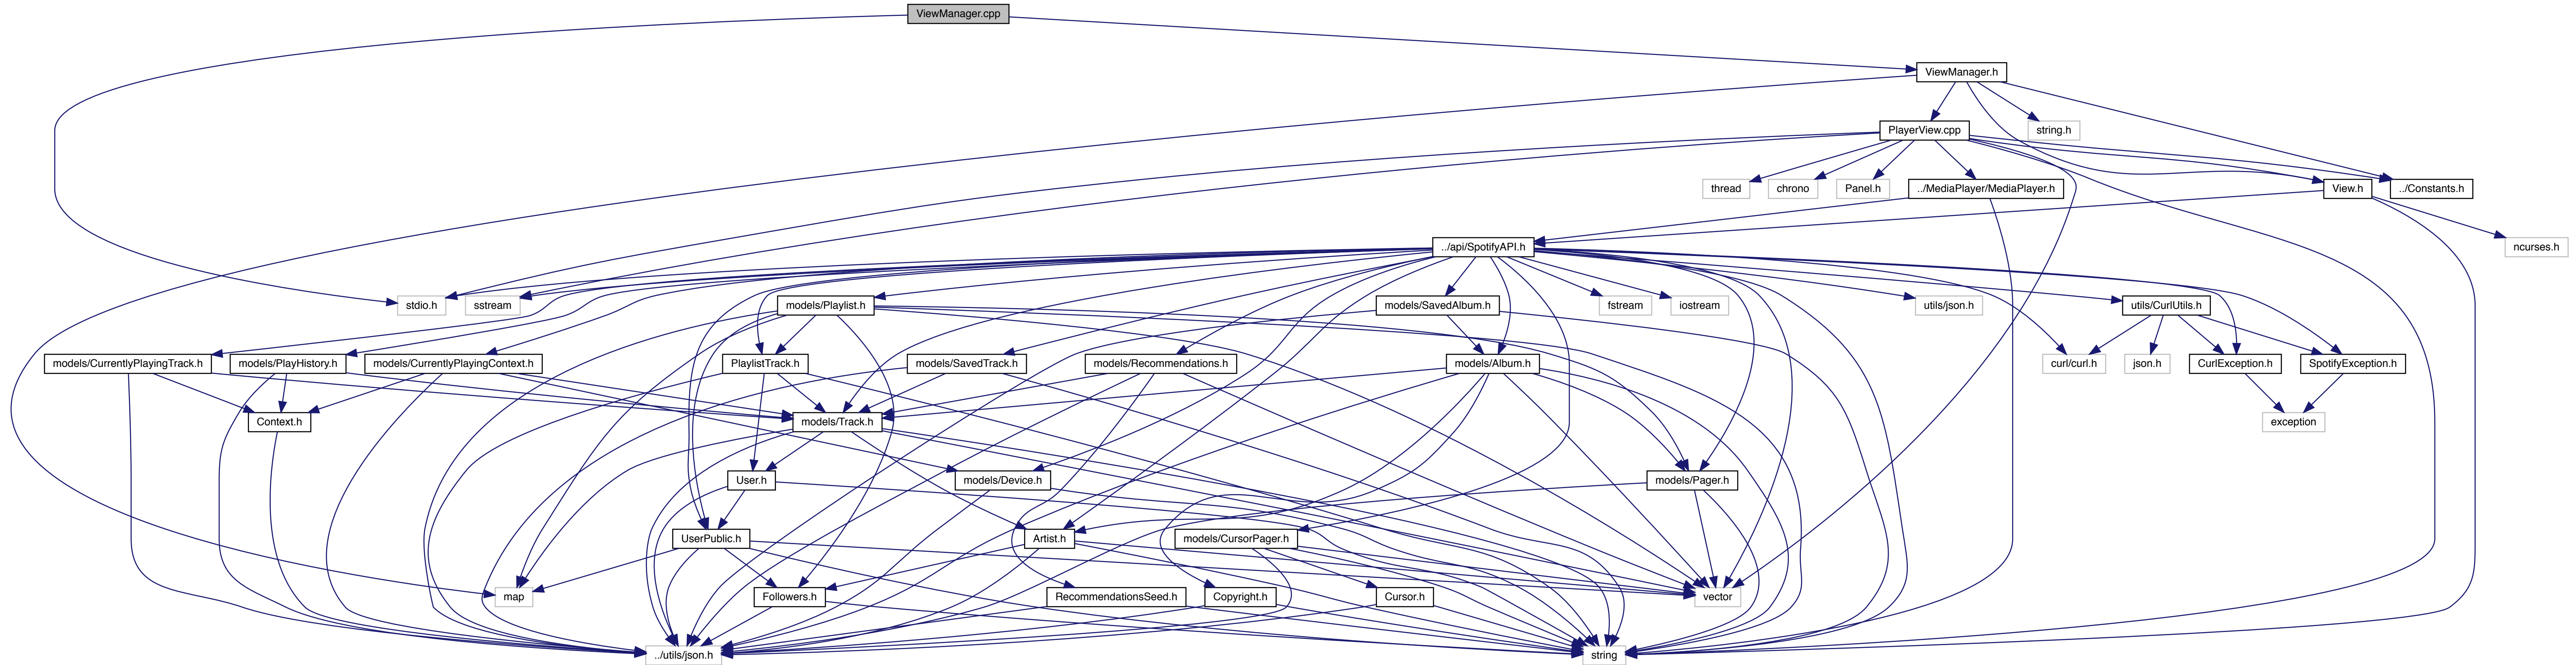 ViewManager.cpp
ViewManager.h
PlayerView.cpp
string.h
thread
chrono
Panel.h
../MediaPlayer/MediaPlayer.h
View.h
../Constants.h
../api/SpotifyAPI.h
ncurses.h
stdio.h
sstream
models/Playlist.h
models/SavedAlbum.h
fstream
iostream
utils/json.h
utils/CurlUtils.h
models/CurrentlyPlayingTrack.h
models/PlayHistory.h
models/CurrentlyPlayingContext.h
PlaylistTrack.h
models/SavedTrack.h
models/Recommendations.h
models/Album.h
curl/curl.h
json.h
CurlException.h
SpotifyException.h
Context.h
models/Track.h
exception
User.h
models/Device.h
models/Pager.h
UserPublic.h
Artist.h
models/CursorPager.h
map
Followers.h
RecommendationsSeed.h
Copyright.h
Cursor.h
vector
../utils/json.h
string